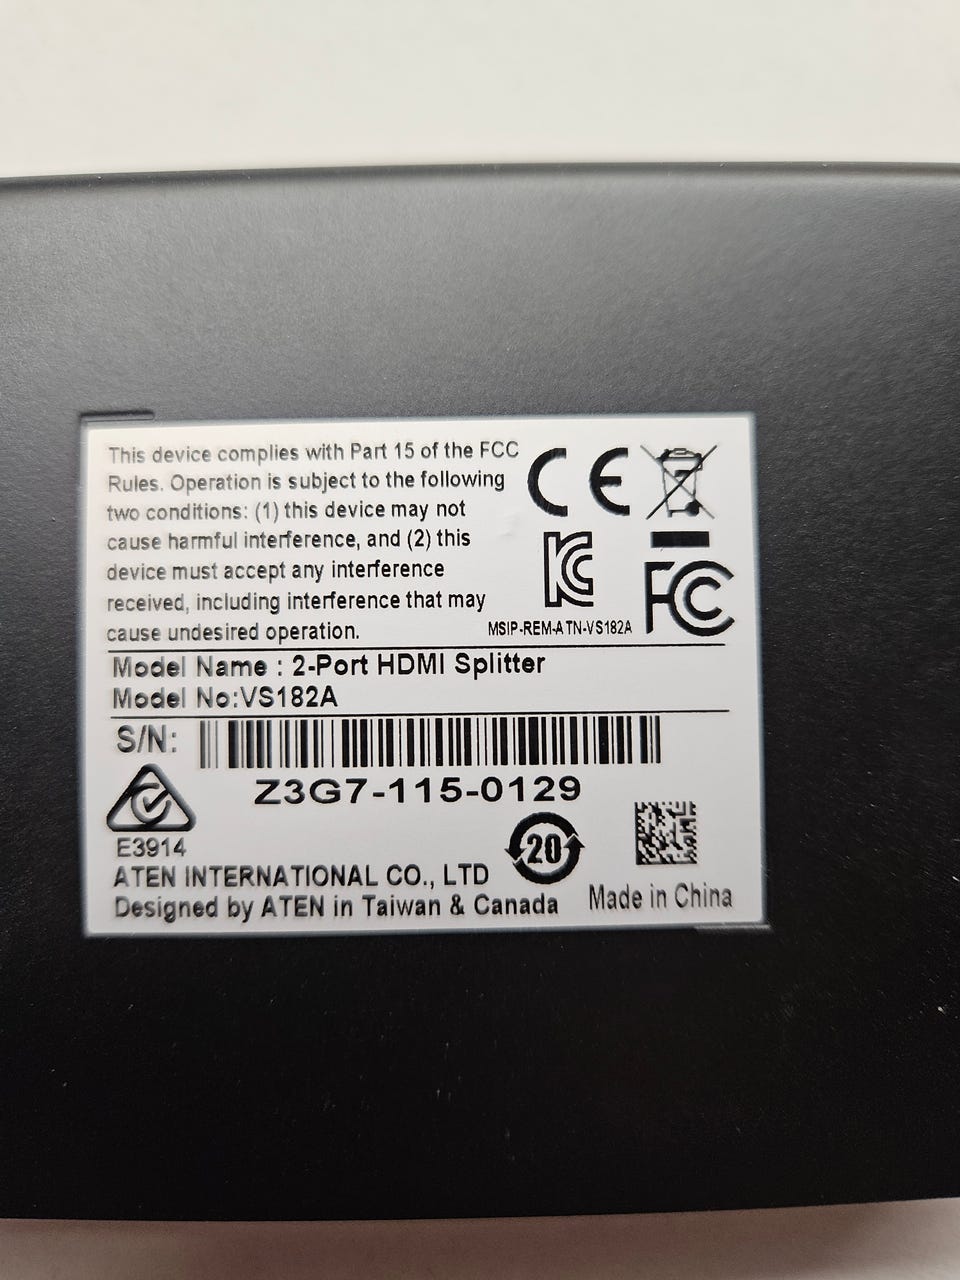 This device complies with Part 15 of the FCC
Rules. Operation is subject to the following
two conditions: (1) this device may not
cause harmful interference, and (2) this
device must accept any interference
received, including interference that may
cause undesired operation.
CE
KC
FC
MSIP-REM-ATN-VS182A
Model Name : 2-Port HDMI Splitter
Model No:VS182A
S/N:
Z3G7-115-0129
E3914
20
ATEN INTERNATIONAL CO., LTD
Designed by ATEN in Taiwan & Canada
Made in China